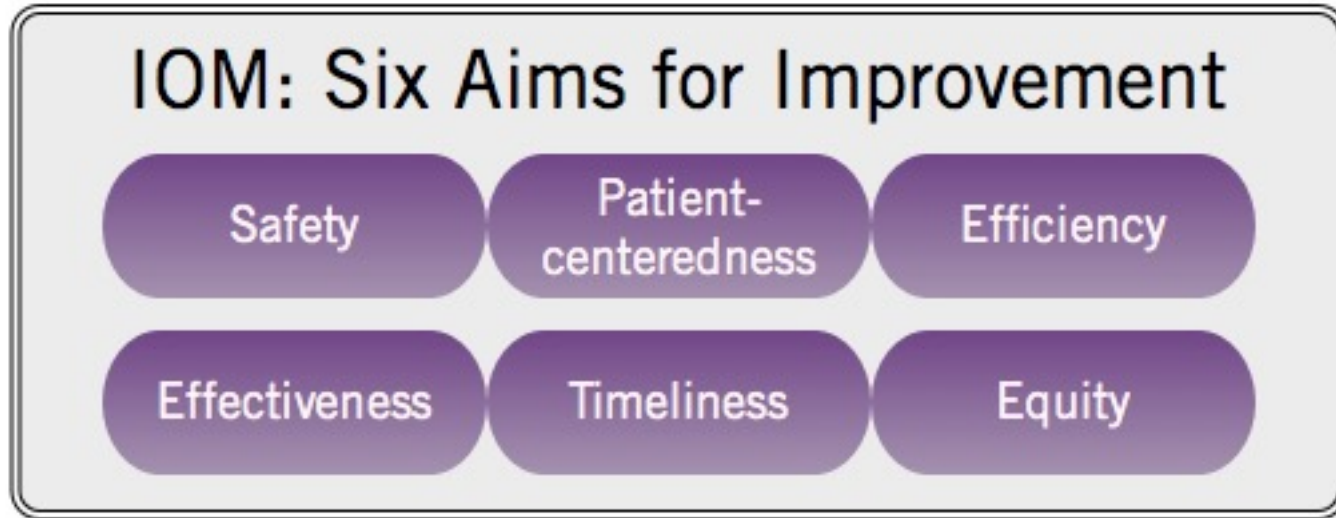 IOM: Six Aims for Improvement
Safety
Patient-
centeredness
Efficiency
Effectiveness
Timeliness
Equity